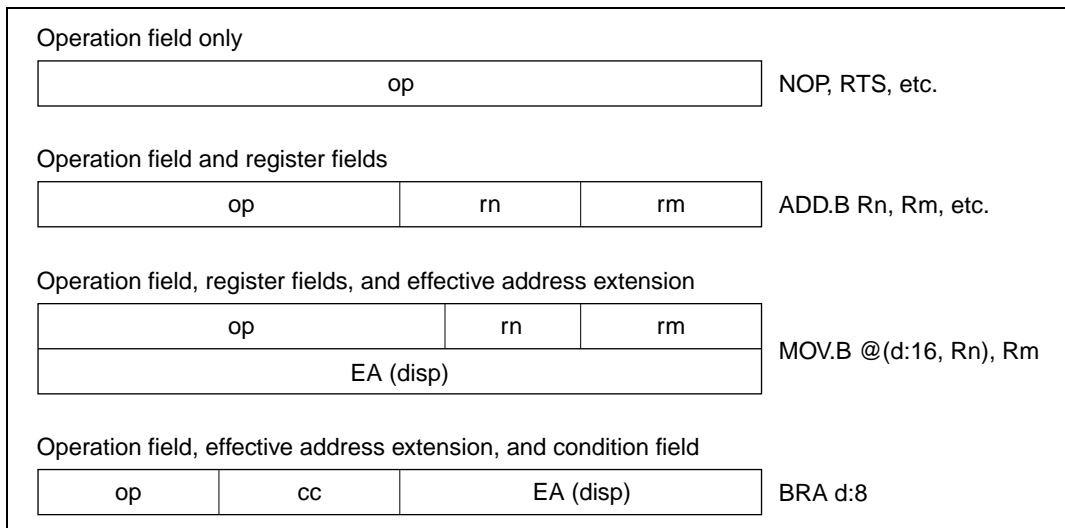 Operation field only
op NOP, RTS, etc.
Operation field and register fields
op rn rm ADD.B Rn, Rm, etc.
Operation field, register fields, and effective address extension
op rn rm
MOV.B @(d:16, Rn), Rm
EA (disp)
Operation field, effective address extension, and condition field
op cc EA (disp) BRA d:8